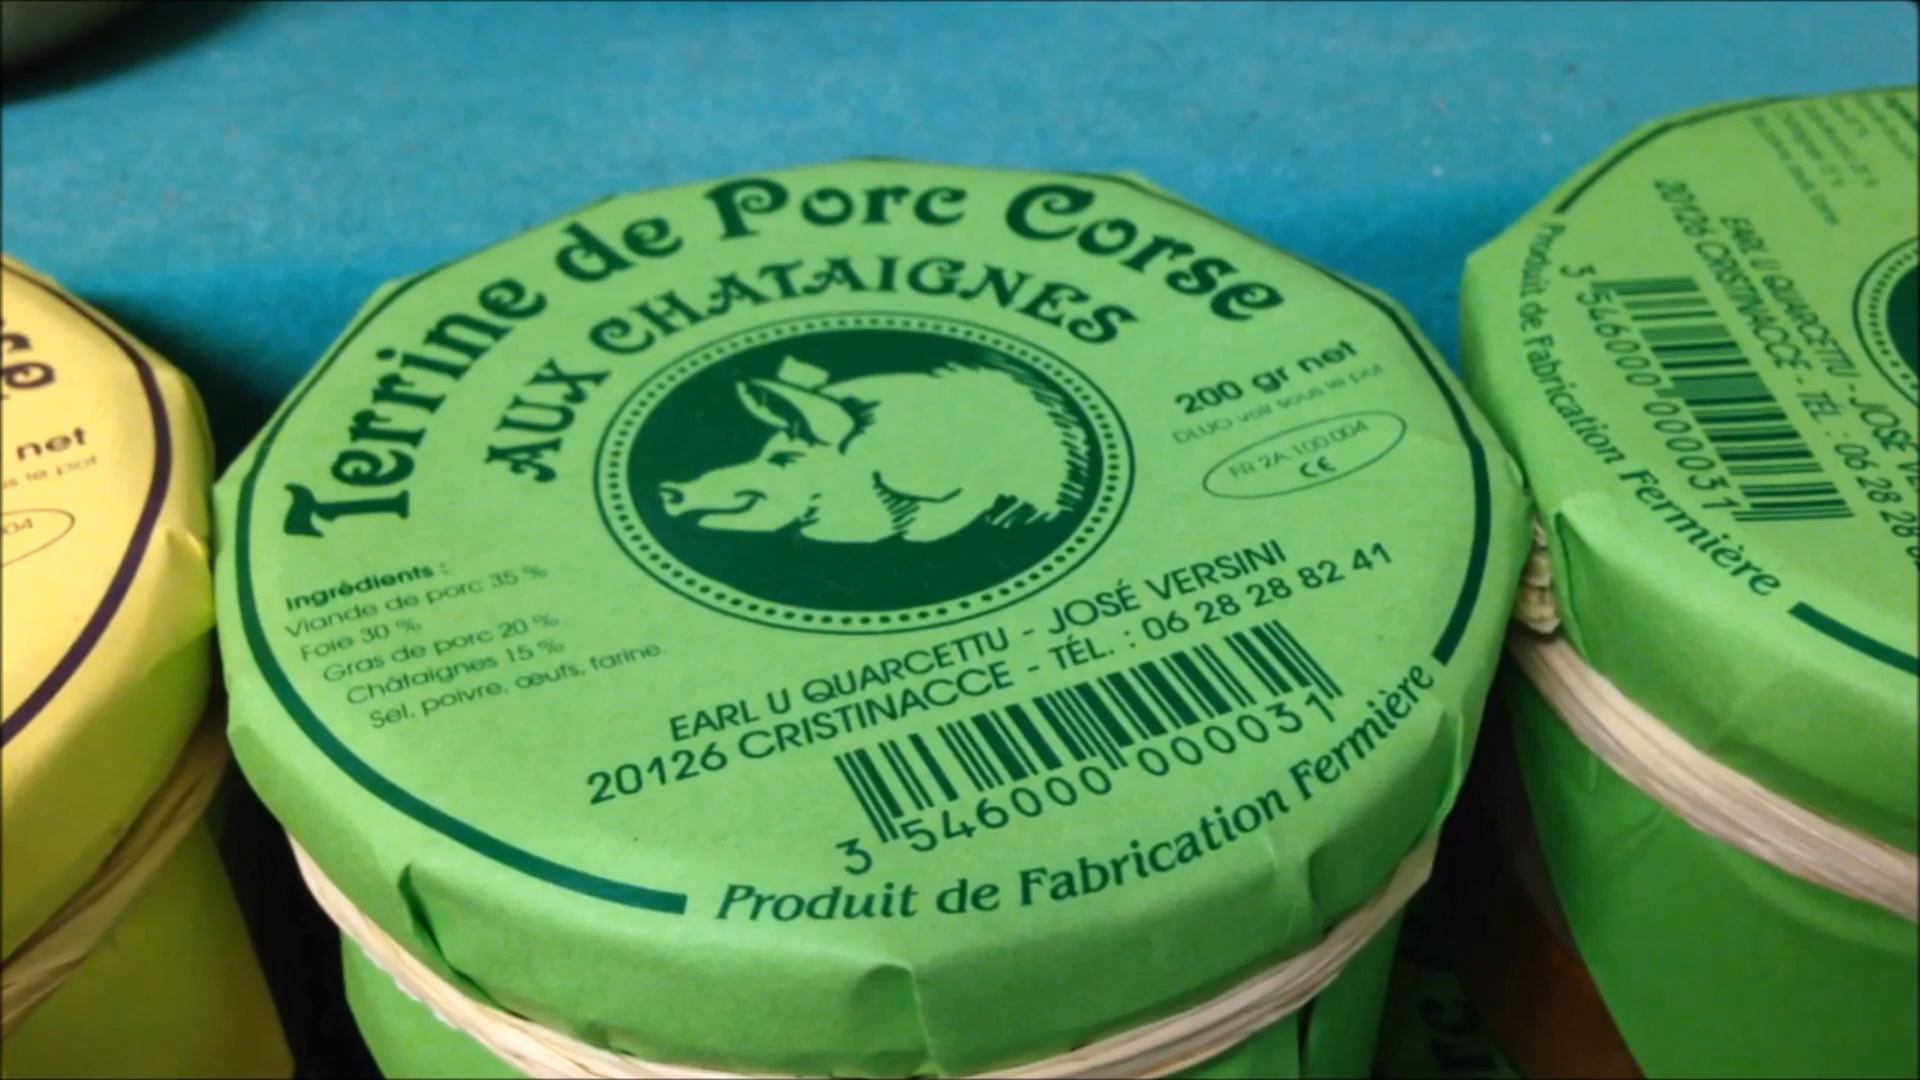 Terrine de Porc Corse
AUX CHATAIGNES
200 gr net
DLUO voir sous le pot
FR 2A.100.004
CE
Ingrédients :
Viande de porc 35 %
Foie 30 %
Gras de porc 20 %
Châtaignes 15 %
Sel, poivre, œufs, farine.
EARL U QUARCETTU - JOSÉ VERSINI
20126 CRISTINACCE - TÉL. : 06 28 28 82 41
3 546000 000031
Produit de Fabrication Fermière
net
le pot
EARL U QUARCETTU - JOSÉ
20126 CRISTINACCE - TÉL : 06 28 28
3 546000 000031
Produit de Fabrication Fermière